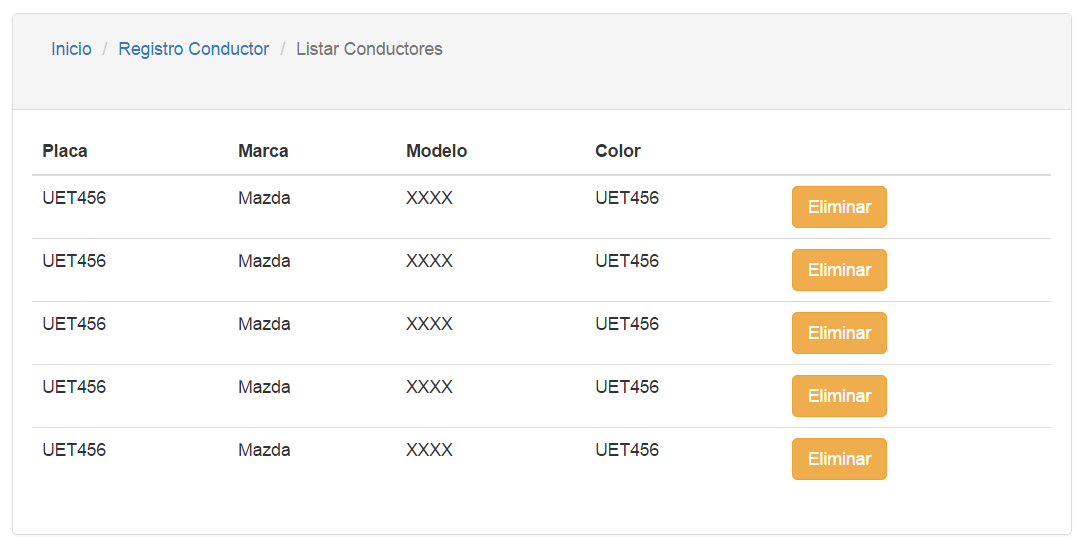 Inicio / Registro Conductor / Listar Conductores
Placa Marca Modelo Color
UET456 Mazda XXXX UET456 Eliminar
UET456 Mazda XXXX UET456 Eliminar
UET456 Mazda XXXX UET456 Eliminar
UET456 Mazda XXXX UET456 Eliminar
UET456 Mazda XXXX UET456 Eliminar